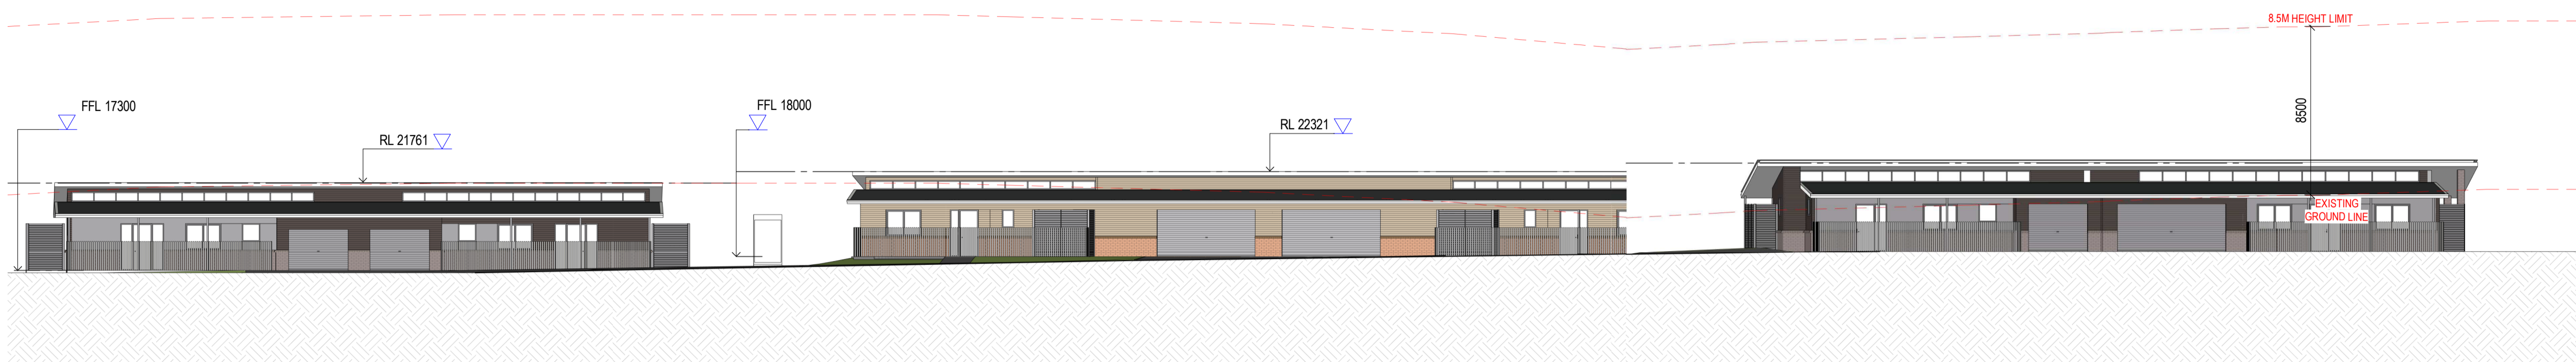 8.5M HEIGHT LIMIT
FFL 17300
FFL 18000
8500
RL 22321
RL 21761
EXISTING
GROUND LINE